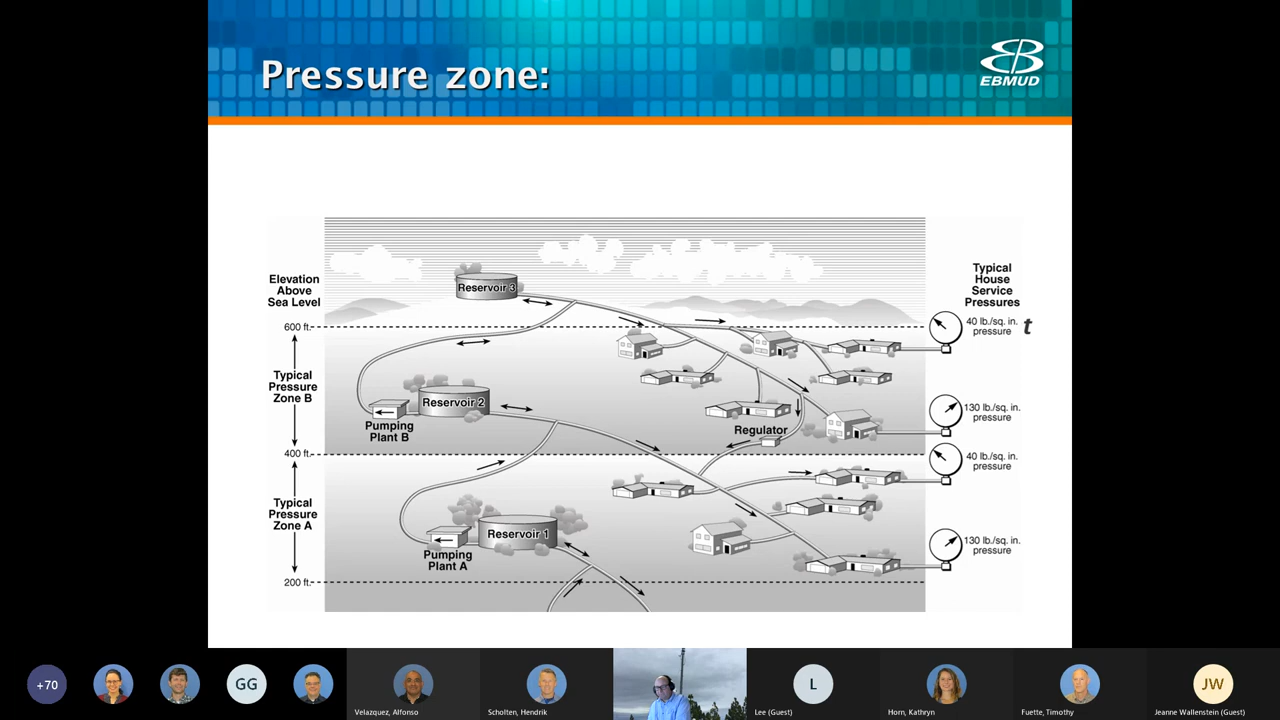 Pressure zone:
EBMUD
Elevation
Above
Sea Level
Typical
House
Service
Pressures
Reservoir 3
600 ft.
40 lb./sq. in.
pressure
t
Typical
Pressure
Zone B
Reservoir 2
Pumping
Plant B
Regulator
130 lb./sq. in.
pressure
400 ft.
40 lb./sq. in.
pressure
Typical
Pressure
Zone A
Reservoir 1
Pumping
Plant A
130 lb./sq. in.
pressure
200 ft.
+70
GG
L
JW
Velazquez, Alfonso
Scholten, Hendrik
Lee (Guest)
Horn, Kathryn
Fuette, Timothy
Jeanne Wallenstein (Guest)